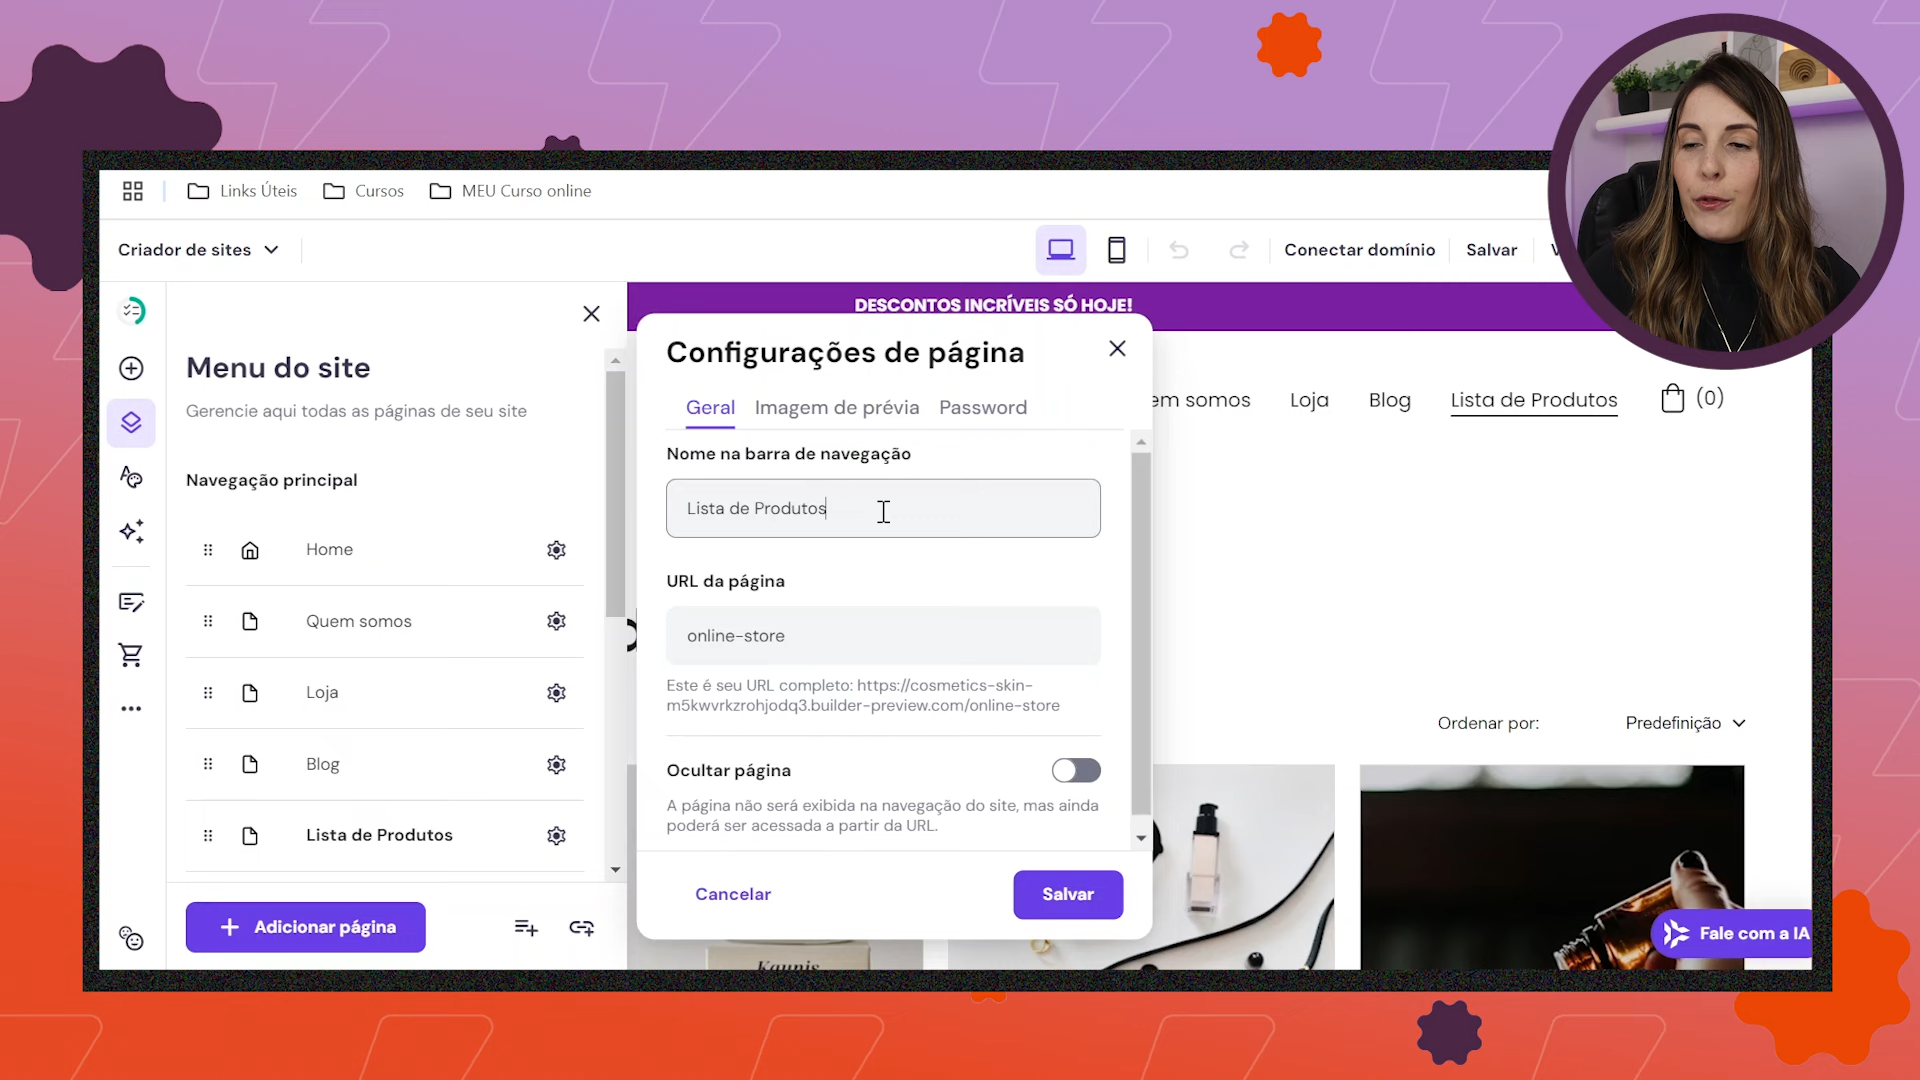 Links Úteis
Cursos
MEU Curso online
Criador de sites
Conectar domínio
Salvar
DESCONTOS INCRÍVEIS SÓ HOJE!
Menu do site
Gerencie aqui todas as páginas de seu site
Navegação principal
Home
Quem somos
Loja
Blog
Lista de Produtos
Adicionar página
Configurações de página
Geral
Imagem de prévia
Password
Nome na barra de navegação
Lista de Produtos
URL da página
online-store
Este é seu URL completo: https://cosmetics-skin-
m5kwvrkzrohjodq3.builder-preview.com/online-store
Ocultar página
A página não será exibida na navegação do site, mas ainda
poderá ser acessada a partir da URL.
Cancelar
Salvar
somos
Loja
Blog
Lista de Produtos
(0)
Ordenar por:
Predefinição
Kaunis
Fale com a IA